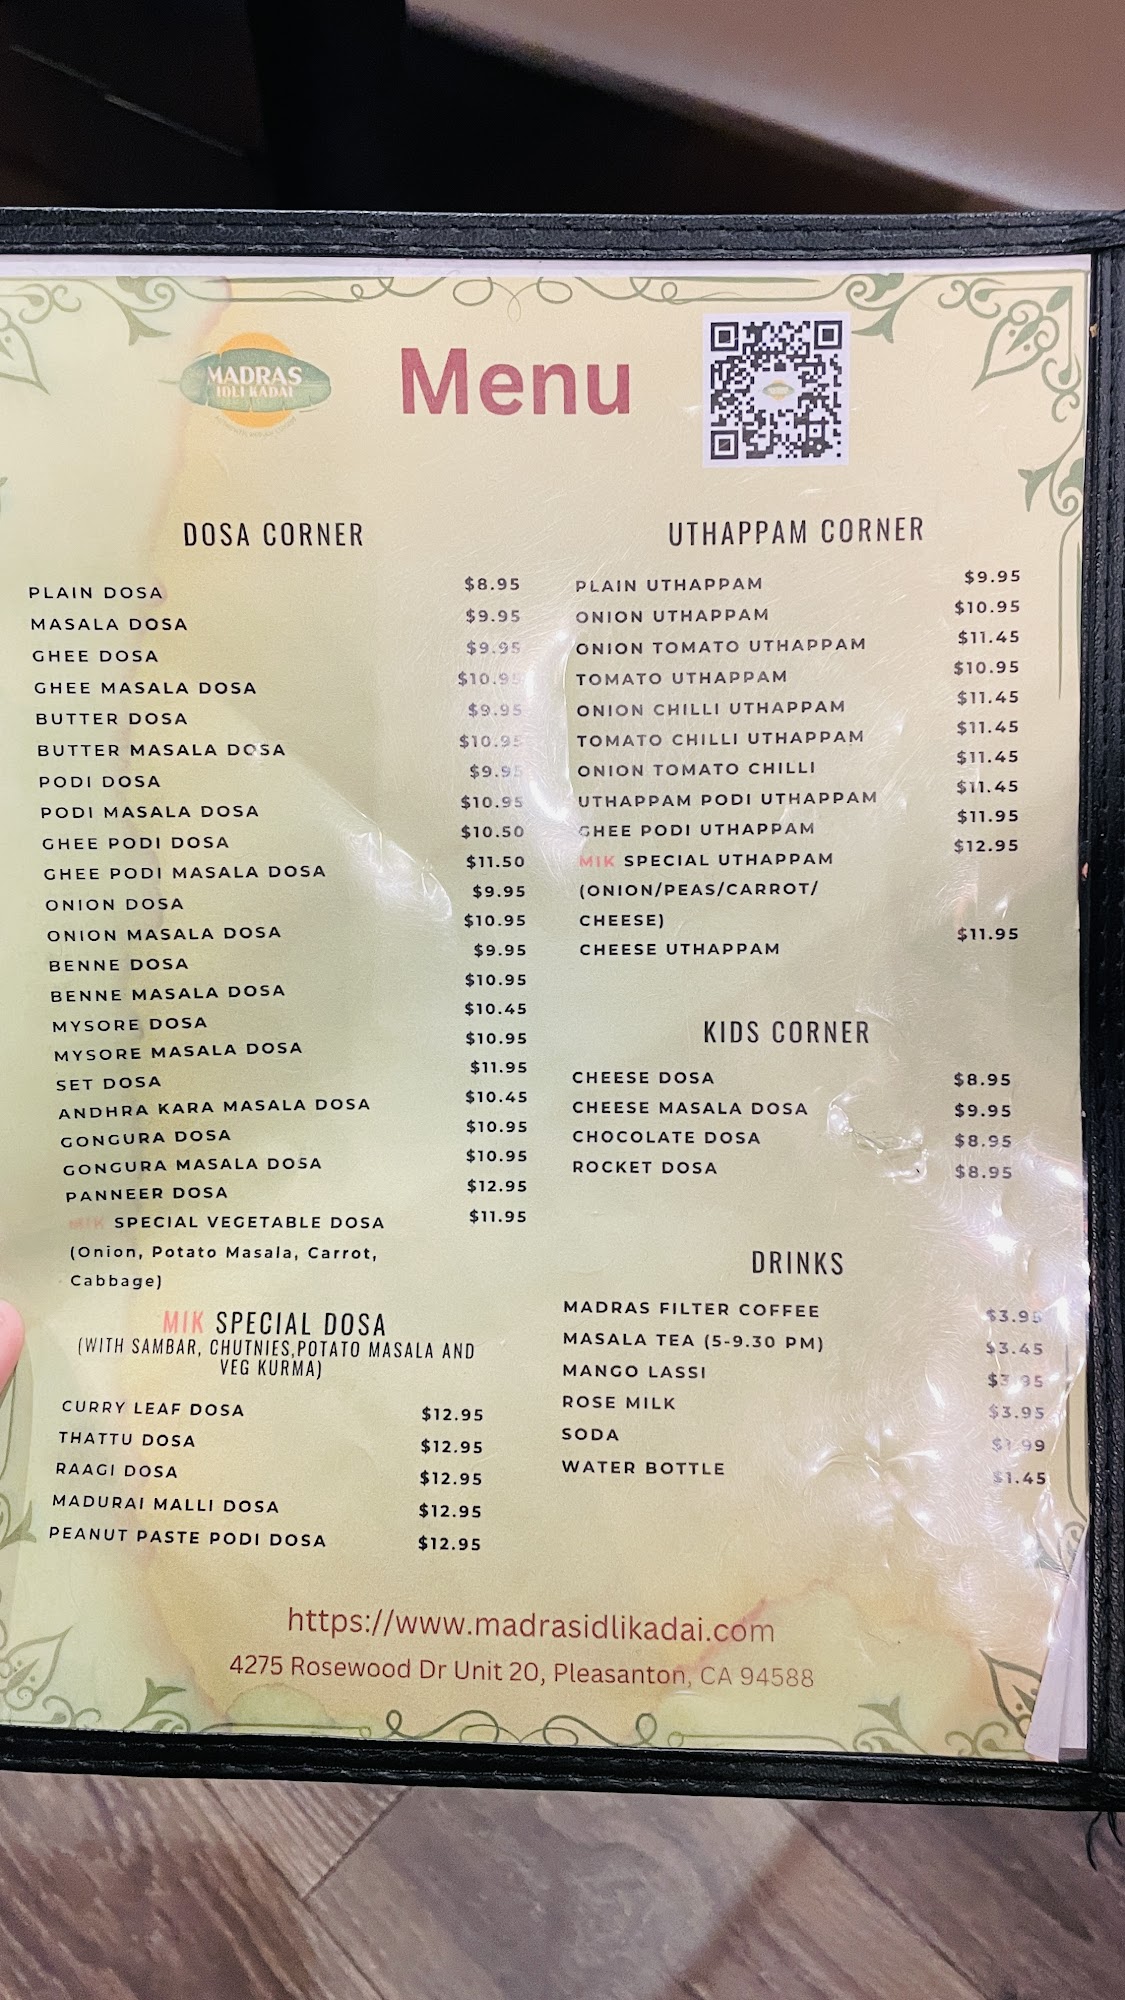 MADRAS
IDLI KADAI
Menu
DOSA CORNER
PLAIN DOSA $8.95
MASALA DOSA $9.95
GHEE DOSA $9.95
GHEE MASALA DOSA $10.95
BUTTER DOSA $9.95
BUTTER MASALA DOSA $10.95
PODI DOSA $9.95
PODI MASALA DOSA $10.95
GHEE PODI DOSA $10.50
GHEE PODI MASALA DOSA $11.50
ONION DOSA $9.95
ONION MASALA DOSA $10.95
BENNE DOSA $9.95
BENNE MASALA DOSA $10.95
MYSORE DOSA $10.45
MYSORE MASALA DOSA $10.95
SET DOSA $11.95
ANDHRA KARA MASALA DOSA $10.45
GONGURA DOSA $10.95
GONGURA MASALA DOSA $10.95
PANNEER DOSA $12.95
MIK SPECIAL VEGETABLE DOSA $11.95
(Onion, Potato Masala, Carrot,
Cabbage)
MIK SPECIAL DOSA
(WITH SAMBAR, CHUTNIES,POTATO MASALA AND
VEG KURMA)
CURRY LEAF DOSA $12.95
THATTU DOSA $12.95
RAAGI DOSA $12.95
MADURAI MALLI DOSA $12.95
PEANUT PASTE PODI DOSA $12.95
UTHAPPAM CORNER
PLAIN UTHAPPAM $9.95
ONION UTHAPPAM $10.95
ONION TOMATO UTHAPPAM $11.45
TOMATO UTHAPPAM $10.95
ONION CHILLI UTHAPPAM $11.45
TOMATO CHILLI UTHAPPAM $11.45
ONION TOMATO CHILLI $11.45
UTHAPPAM PODI UTHAPPAM $11.45
GHEE PODI UTHAPPAM $11.95
MIK SPECIAL UTHAPPAM $12.95
(ONION/PEAS/CARROT/
CHEESE)
CHEESE UTHAPPAM $11.95
KIDS CORNER
CHEESE DOSA $8.95
CHEESE MASALA DOSA $9.95
CHOCOLATE DOSA $8.95
ROCKET DOSA $8.95
DRINKS
MADRAS FILTER COFFEE $3.95
MASALA TEA (5-9.30 PM) $3.45
MANGO LASSI $3.95
ROSE MILK $3.95
SODA $1.99
WATER BOTTLE $1.45
https://www.madrasidlikadai.com
4275 Rosewood Dr Unit 20, Pleasanton, CA 94588